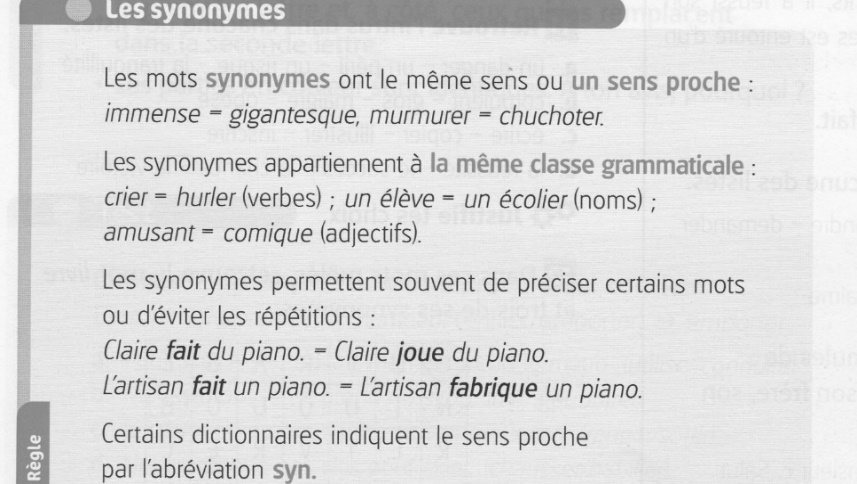 Les synonymes
Les mots synonymes ont le même sens ou un sens proche :
immense = gigantesque, murmurer = chuchoter.
Les synonymes appartiennent à la même classe grammaticale :
crier = hurler (verbes) ; un élève = un écolier (noms) ;
amusant = comique (adjectifs).
Les synonymes permettent souvent de préciser certains mots
ou d'éviter les répétitions :
Claire fait du piano. = Claire joue du piano.
L'artisan fait un piano. = L'artisan fabrique un piano.
Certains dictionnaires indiquent le sens proche
par l'abréviation syn.
Règle